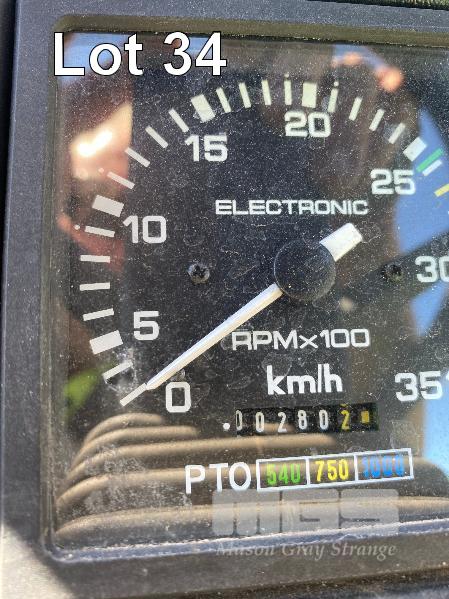 Lot 34
20
15
25
ELECTRONIC
10
30
5
RPMx100
km/h
0
35
002802
PTO 540 750 1000
MGS
Mason Gray Strange